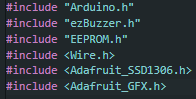 #include "Arduino.h"
#include "ezBuzzer.h"
#include "EEPROM.h"
#include <Wire.h>
#include <Adafruit_SSD1306.h>
#include <Adafruit_GFX.h>